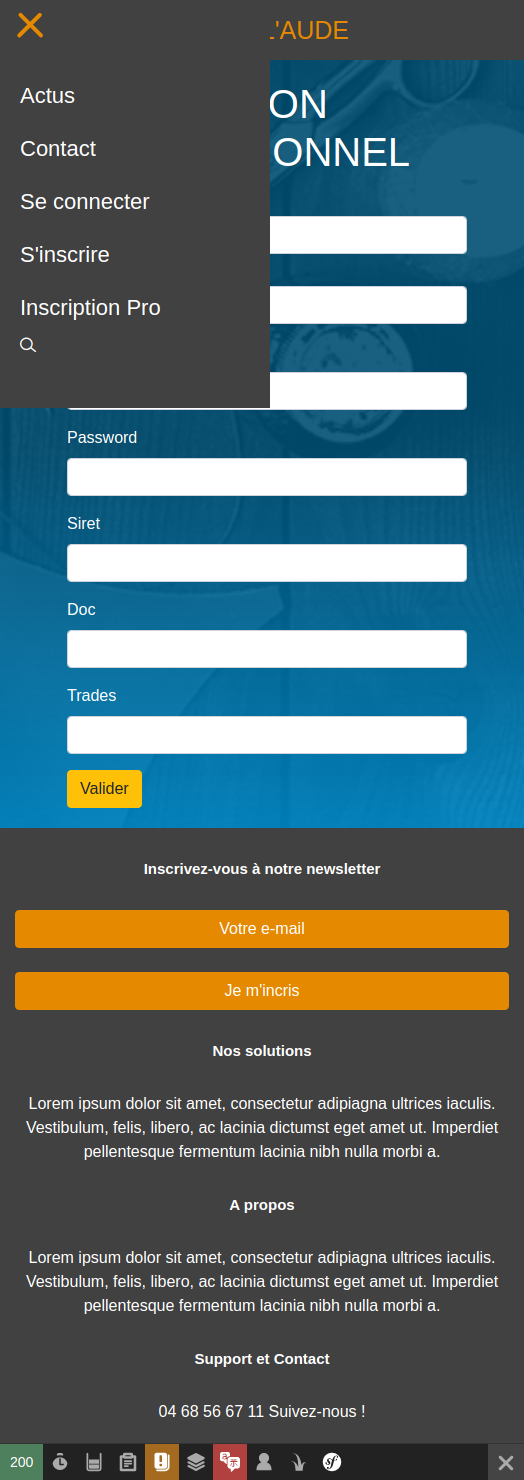 L'AUDE
Actus
Contact
Se connecter
S'inscrire
Inscription Pro
ON
ONNEL
Password
Siret
Doc
Trades
Valider
Inscrivez-vous à notre newsletter
Votre e-mail
Je m'incris
Nos solutions
Lorem ipsum dolor sit amet, consectetur adipiagna ultrices iaculis.
Vestibulum, felis, libero, ac lacinia dictumst eget amet ut. Imperdiet
pellentesque fermentum lacinia nibh nulla morbi a.
A propos
Lorem ipsum dolor sit amet, consectetur adipiagna ultrices iaculis.
Vestibulum, felis, libero, ac lacinia dictumst eget amet ut. Imperdiet
pellentesque fermentum lacinia nibh nulla morbi a.
Support et Contact
04 68 56 67 11 Suivez-nous !
200